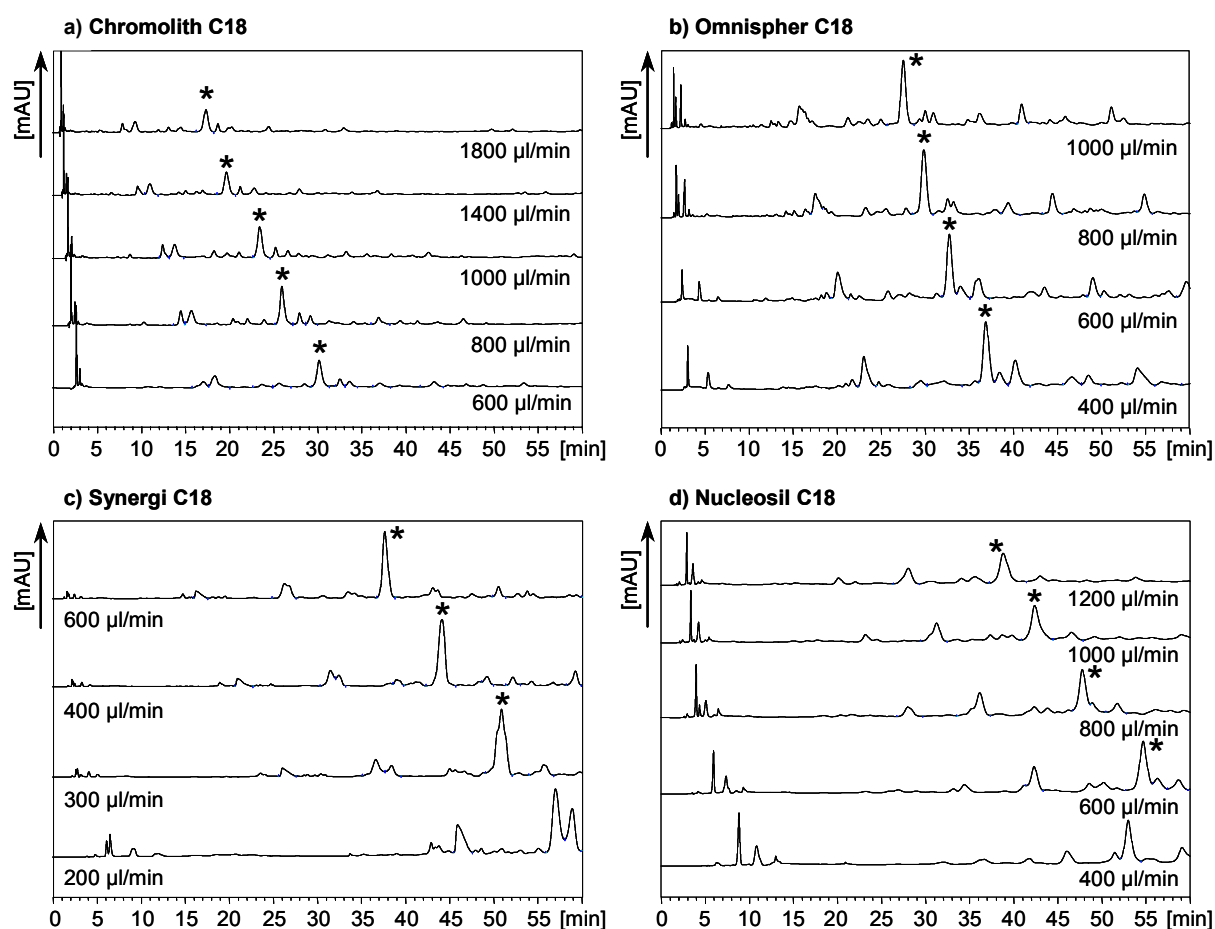 a) Chromolith C18
[mAU]
*
1800 µl/min
*
1400 µl/min
*
1000 µl/min
*
800 µl/min
*
600 µl/min
0 5 10 15 20 25 30 35 40 45 50 55 [min]
b) Omnispher C18
[mAU]
*
1000 µl/min
*
800 µl/min
*
600 µl/min
*
400 µl/min
0 5 10 15 20 25 30 35 40 45 50 55 [min]
c) Synergi C18
[mAU]
*
600 µl/min
*
400 µl/min
*
300 µl/min
200 µl/min
0 5 10 15 20 25 30 35 40 45 50 55 [min]
d) Nucleosil C18
[mAU]
*
1200 µl/min
*
1000 µl/min
*
800 µl/min
*
600 µl/min
400 µl/min
0 5 10 15 20 25 30 35 40 45 50 55 [min]